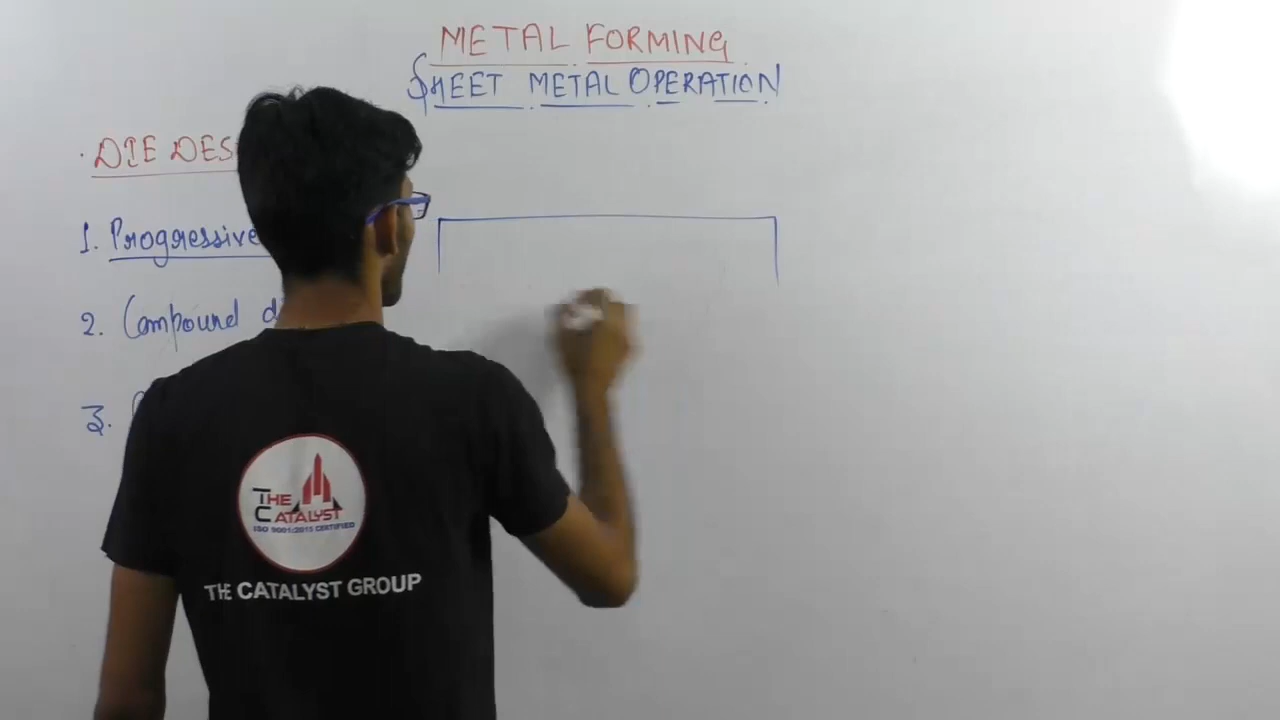 METAL FORMING
SHEET METAL OPERATION
DIE DES
1. Progressive
2. Compound d
3.
THE
CATALYST
ISO 9001:2015 CERTIFIED
THE CATALYST GROUP